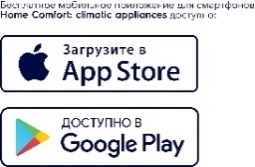 Бесплатное мобильное приложение для смартфонов
Home Comfort: climatic appliances доступно:
Загрузите в
App Store
ДОСТУПНО В
Google Play